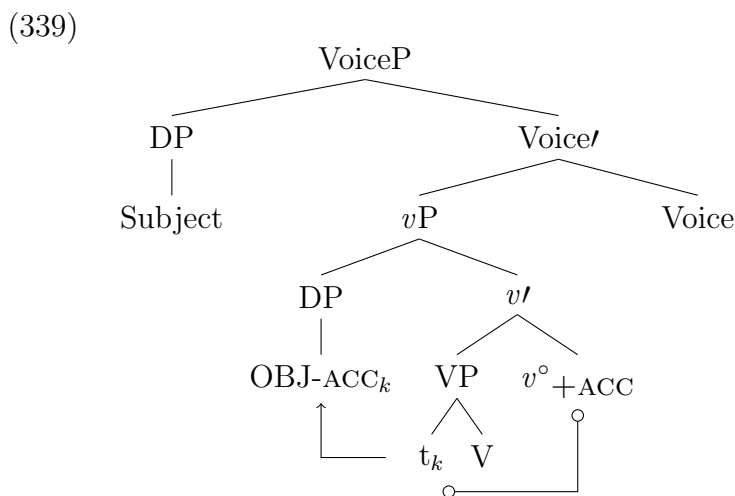 (339)
VoiceP
DP Voice′
Subject vP Voice
DP v′
OBJ-ACCₖ VP v°+ACC
tₖ V